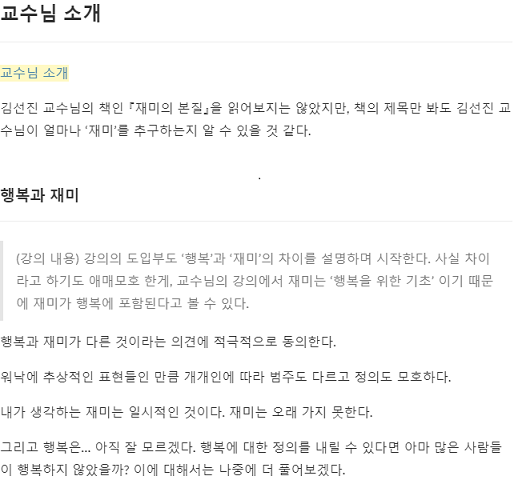 교수님 소개
교수님 소개
김선진 교수님의 책인 『재미의 본질』을 읽어보지는 않았지만, 책의 제목만 봐도 김선진 교
수님이 얼마나 ‘재미’를 추구하는지 알 수 있을 것 같다.
.
행복과 재미
(강의 내용) 강의의 도입부도 '행복'과 '재미'의 차이를 설명하며 시작한다. 사실 차이
라고 하기도 애매모호 한게, 교수님의 강의에서 재미는 ‘행복을 위한 기초’ 이기 때문
에 재미가 행복에 포함된다고 볼 수 있다.
행복과 재미가 다른 것이라는 의견에 적극적으로 동의한다.
워낙에 추상적인 표현들인 만큼 개개인에 따라 범주도 다르고 정의도 모호하다.
내가 생각하는 재미는 일시적인 것이다. 재미는 오래 가지 못한다.
그리고 행복은... 아직 잘 모르겠다. 행복에 대한 정의를 내릴 수 있다면 아마 많은 사람들
이 행복하지 않았을까? 이에 대해서는 나중에 더 풀어보겠다.